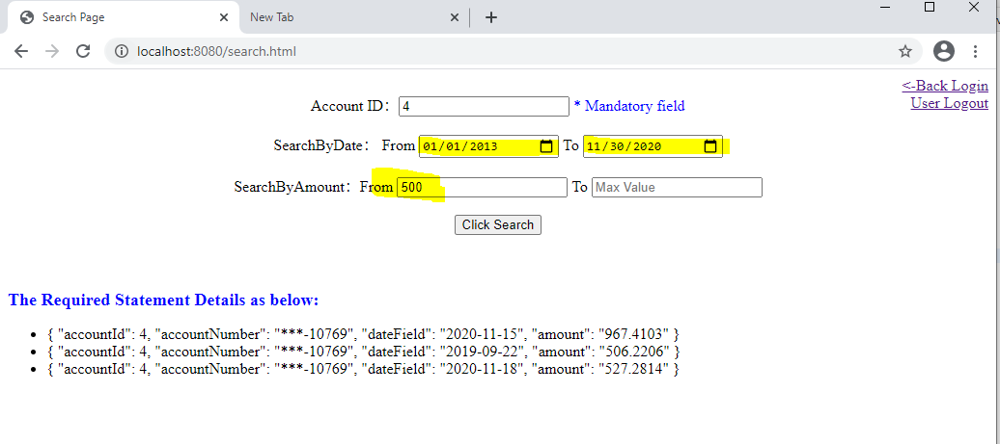 Search Page
New Tab
localhost:8080/search.html
<-Back Login
User Logout
Account ID: 4 * Mandatory field
SearchByDate: From 01/01/2013 To 11/30/2020
SearchByAmount: From 500 To Max Value
Click Search
The Required Statement Details as below:
• { "accountId": 4, "accountNumber": "***-10769", "dateField": "2020-11-15", "amount": "967.4103" }
• { "accountId": 4, "accountNumber": "***-10769", "dateField": "2019-09-22", "amount": "506.2206" }
• { "accountId": 4, "accountNumber": "***-10769", "dateField": "2020-11-18", "amount": "527.2814" }